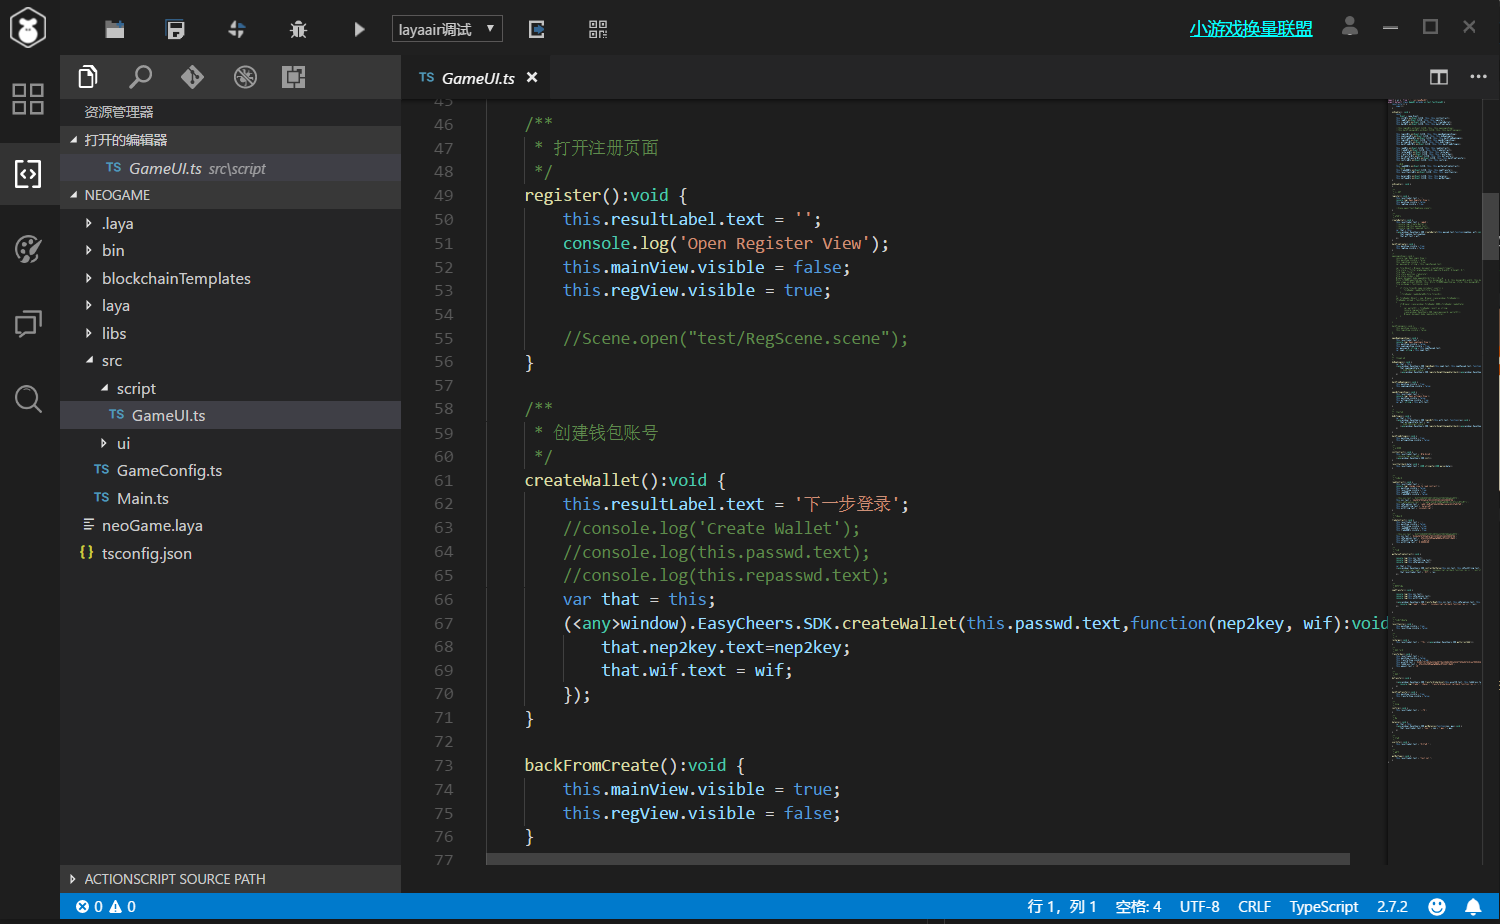 layaair调试
小游戏换量联盟
资源管理器
打开的编辑器
TS GameUI.ts src\script
NEOGAME
.laya
bin
blockchainTemplates
laya
libs
src
script
TS GameUI.ts
ui
TS GameConfig.ts
TS Main.ts
neoGame.laya
{} tsconfig.json
ACTIONSCRIPT SOURCE PATH
TS GameUI.ts
45
46 /**
47 * 打开注册页面
48 */
49 register():void {
50 this.resultLabel.text = '';
51 console.log('Open Register View');
52 this.mainView.visible = false;
53 this.regView.visible = true;
54
55 //Scene.open("test/RegScene.scene");
56 }
57
58 /**
59 * 创建钱包账号
60 */
61 createWallet():void {
62 this.resultLabel.text = '下一步登录';
63 //console.log('Create Wallet');
64 //console.log(this.passwd.text);
65 //console.log(this.repasswd.text);
66 var that = this;
67 (<any>window).EasyCheers.SDK.createWallet(this.passwd.text,function(nep2key, wif):void
68 that.nep2key.text=nep2key;
69 that.wif.text = wif;
70 });
71 }
72
73 backFromCreate():void {
74 this.mainView.visible = true;
75 this.regView.visible = false;
76 }
77
0 0
行 1，列 1 空格: 4 UTF-8 CRLF TypeScript 2.7.2